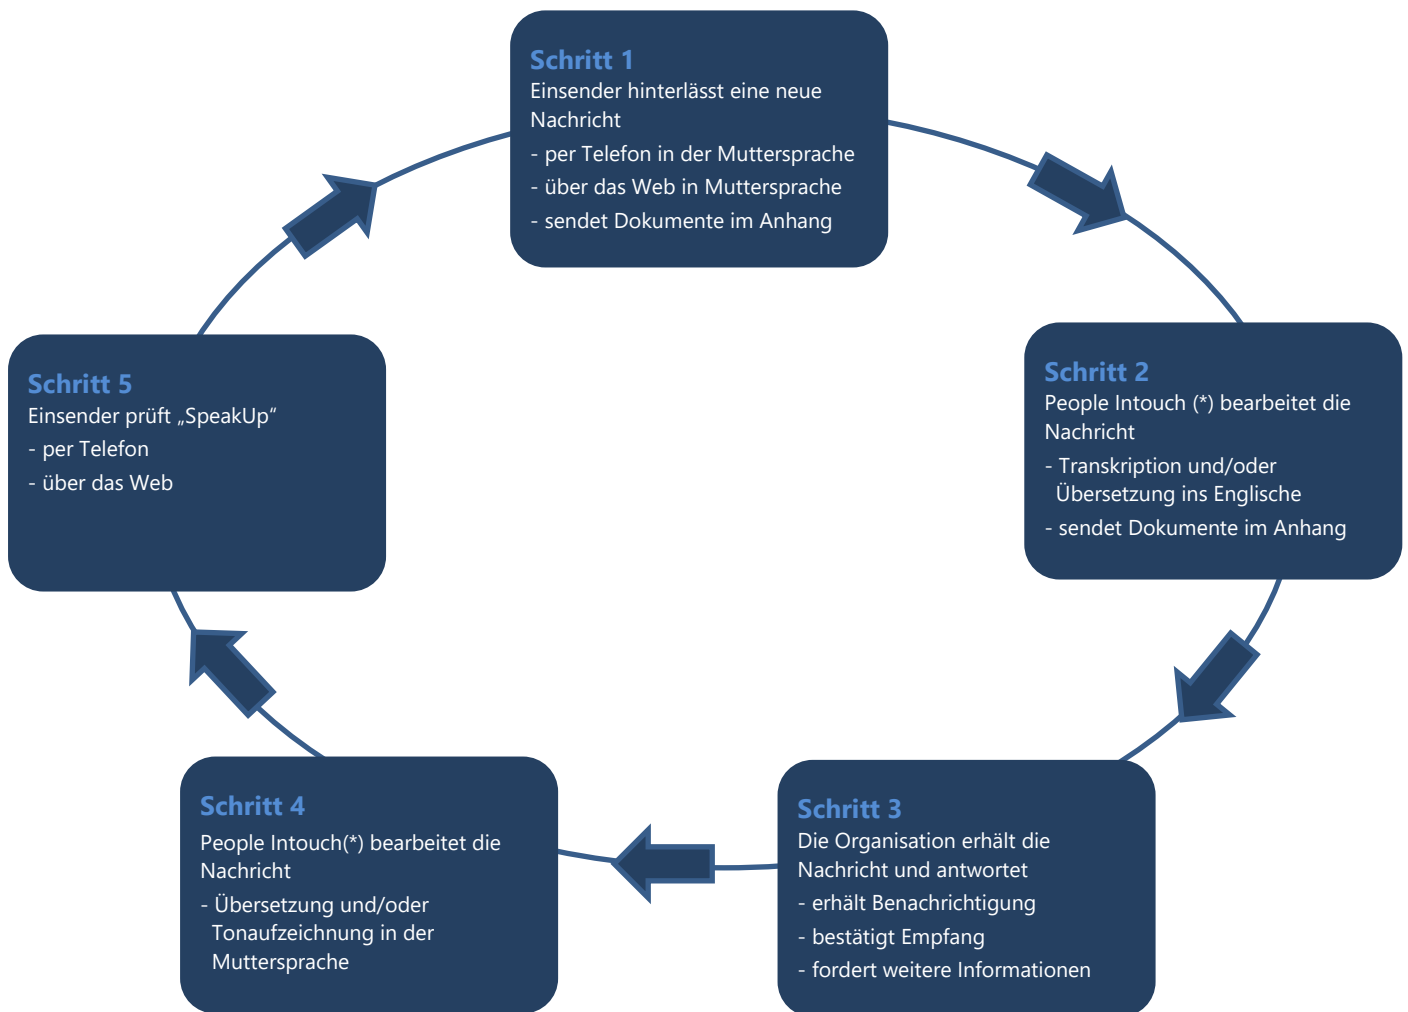 Schritt 1
Einsender hinterlässt eine neue
Nachricht
- per Telefon in der Muttersprache
- über das Web in Muttersprache
- sendet Dokumente im Anhang
Schritt 2
People Intouch (*) bearbeitet die
Nachricht
- Transkription und/oder
Übersetzung ins Englische
- sendet Dokumente im Anhang
Schritt 3
Die Organisation erhält die
Nachricht und antwortet
- erhält Benachrichtigung
- bestätigt Empfang
- fordert weitere Informationen
Schritt 4
People Intouch(*) bearbeitet die
Nachricht
- Übersetzung und/oder
Tonaufzeichnung in der
Muttersprache
Schritt 5
Einsender prüft „SpeakUp“
- per Telefon
- über das Web